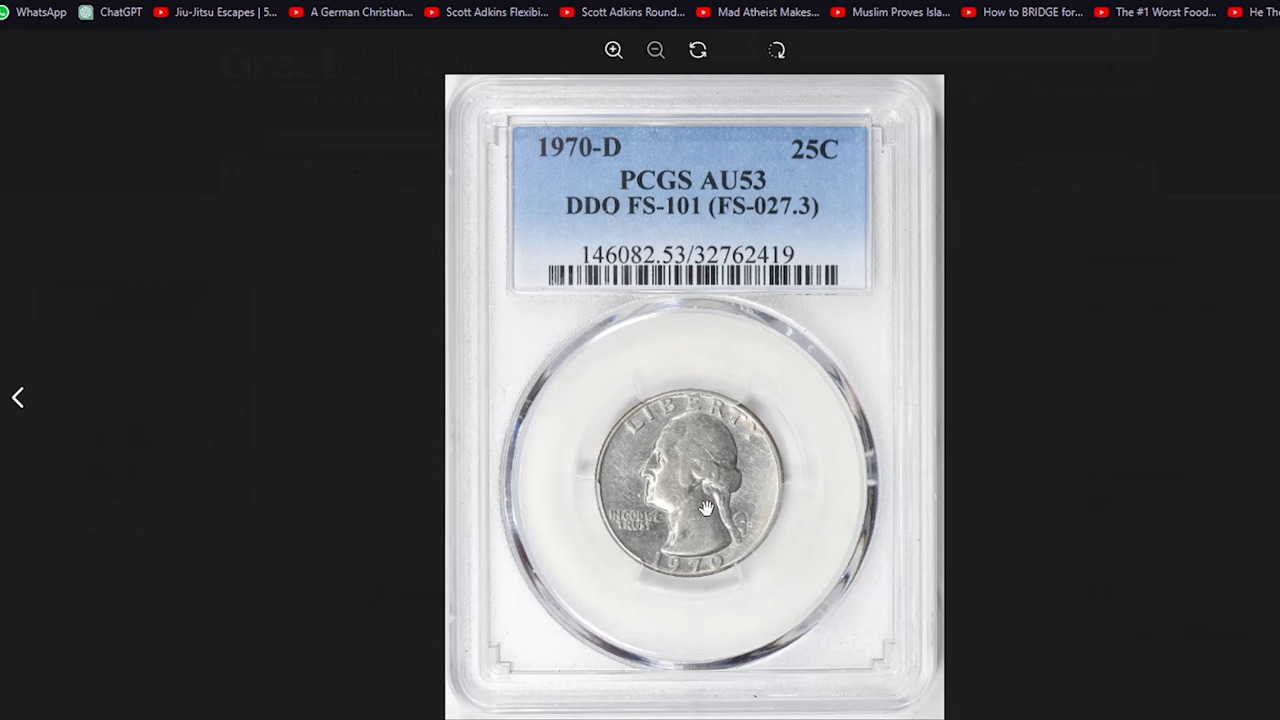 WhatsApp
ChatGPT
Jiu-Jitsu Escapes | 5...
A German Christian...
Scott Adkins Flexibi...
Scott Adkins Round...
Mad Atheist Makes...
Muslim Proves Isla...
How to BRIDGE for...
The #1 Worst Food...
He The
Great
1970-D 25C
PCGS AU53
DDO FS-101 (FS-027.3)
146082.53/32762419
LIBERTY
IN GOD WE
TRUST
1970